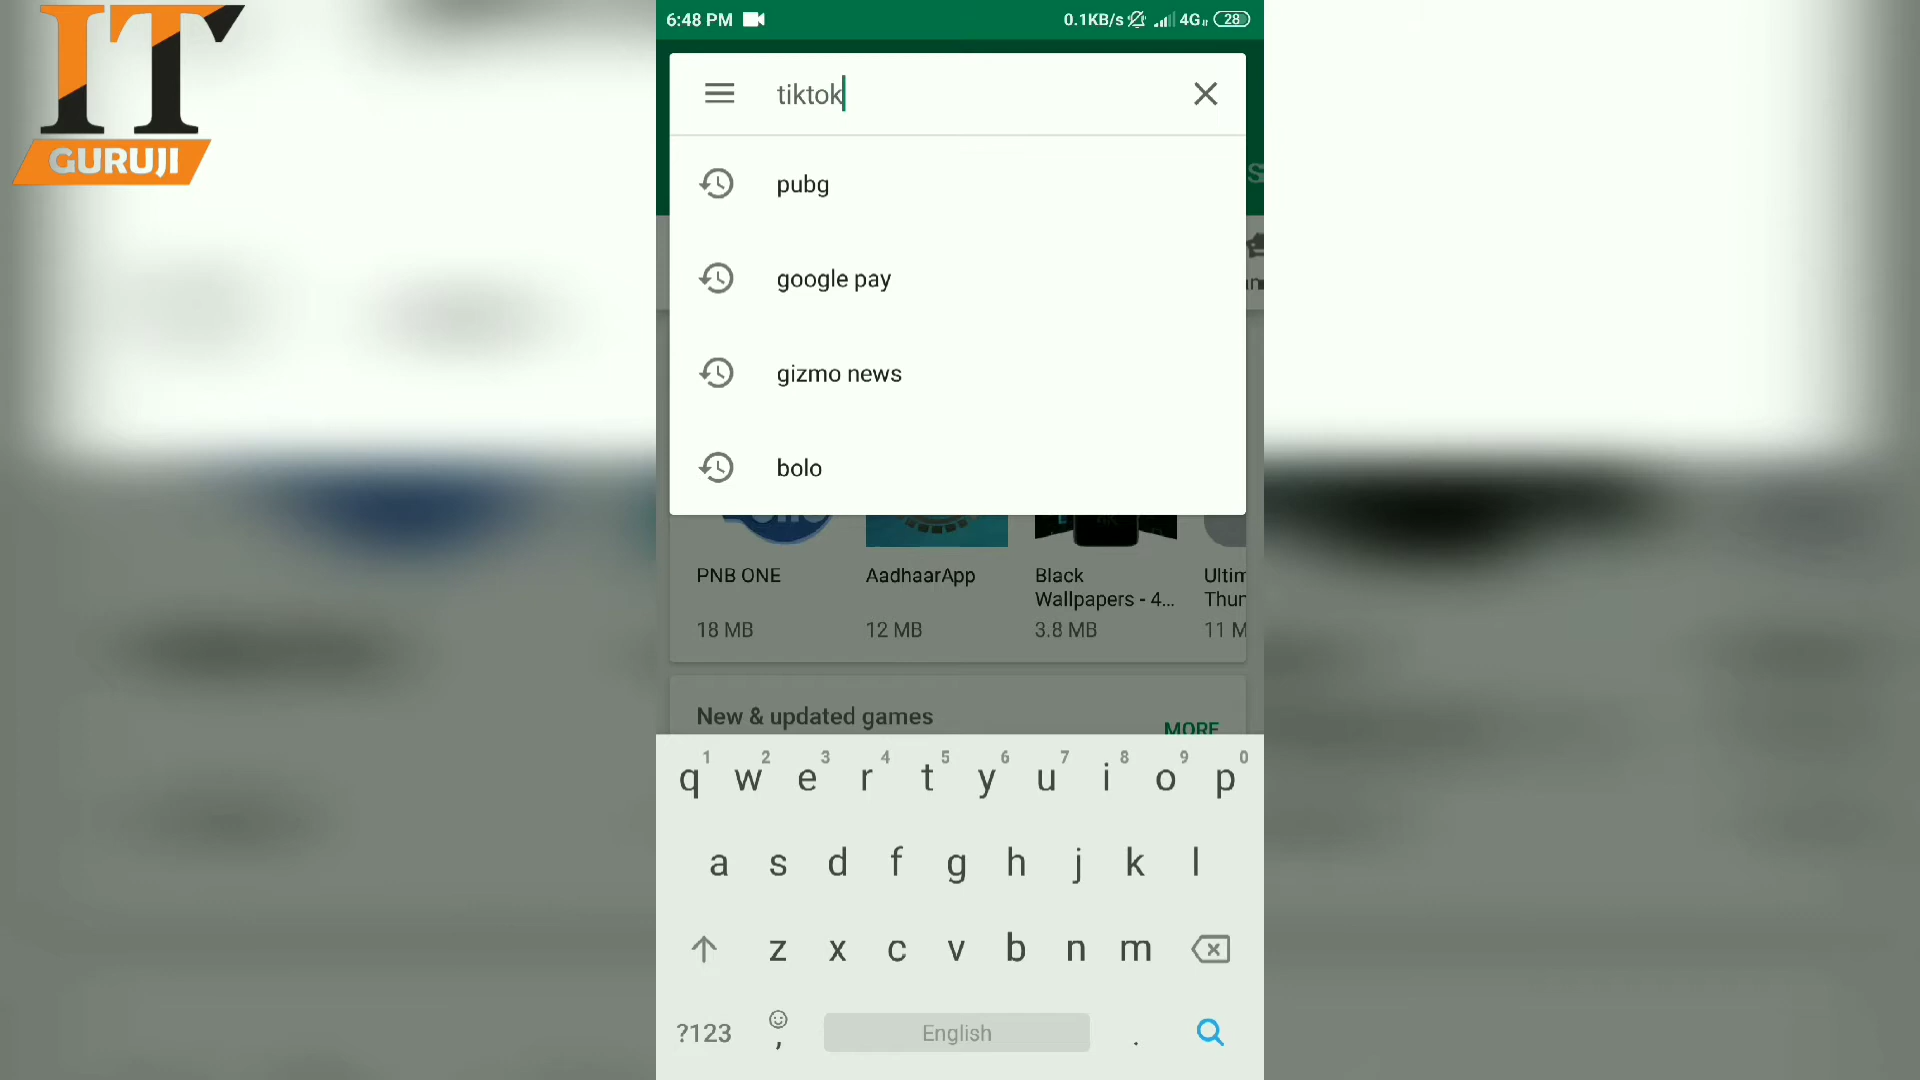 IT
GURUJI
6:48 PM
0.1KB/s 4G 28
tiktok
pubg
google pay
gizmo news
bolo
PNB ONE
18 MB
AadhaarApp
12 MB
Black
Wallpapers - 4...
3.8 MB
Ultim
Thun
11 M
New & updated games
MORE
1 2 3 4 5 6 7 8 9 0
q w e r t y u i o p
a s d f g h j k l
z x c v b n m
?123 , English .